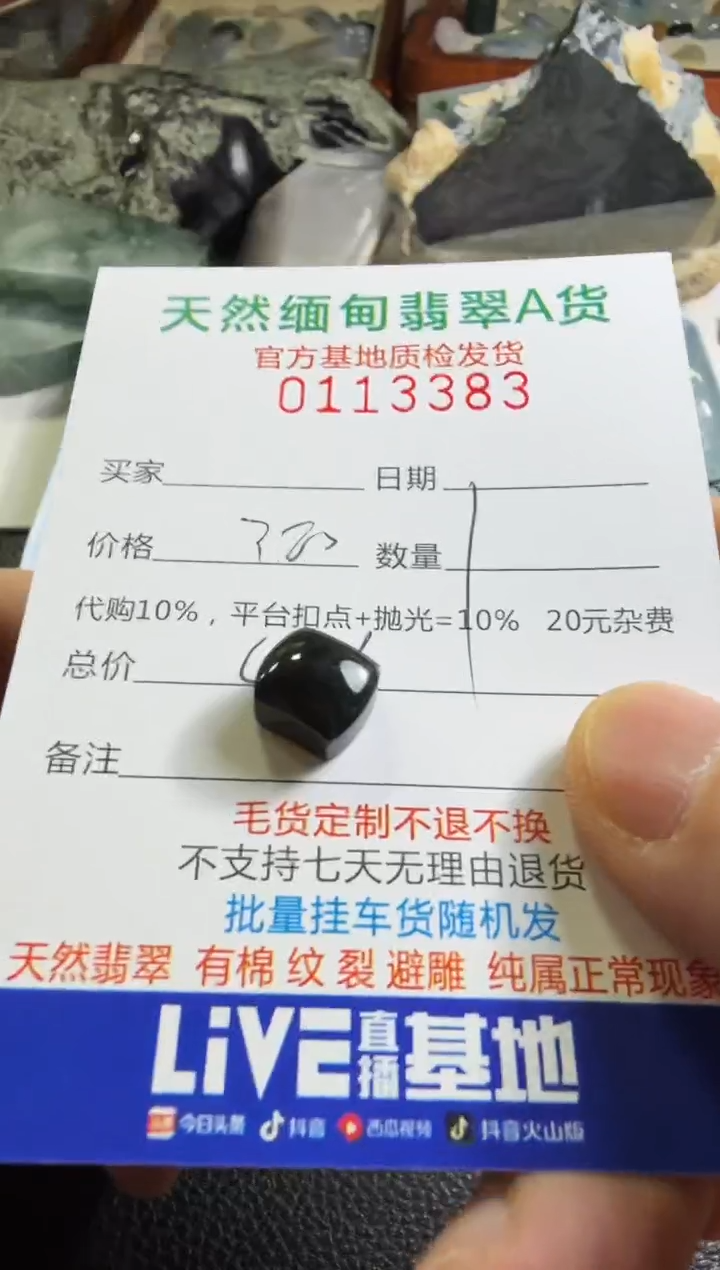 天然缅甸翡翠A货
官方基地质检发货
0113383
买家 日期
价格 数量
代购10%，平台扣点+抛光=10% 20元杂费
总价
备注
毛货定制不退不换
不支持七天无理由退货
批量挂车货随机发
天然翡翠 有棉 纹 裂 避雕 纯属正常现象
LiVE直播基地
今日头条 抖音 西瓜视频 抖音火山版